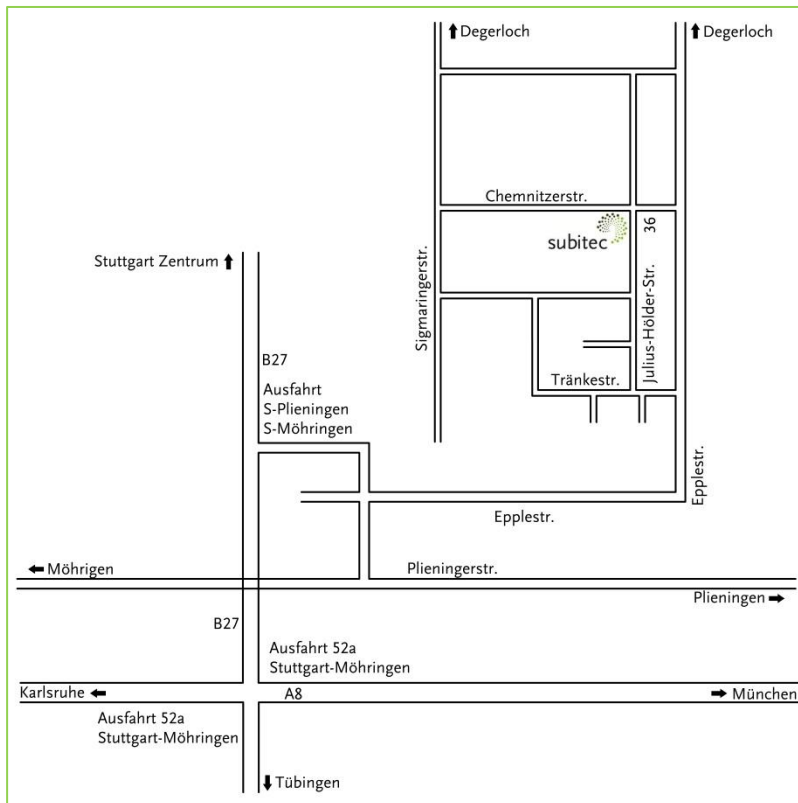 Degerloch
Degerloch
Chemnitzerstr.
subitec
36
Stuttgart Zentrum
Sigmaringerstr.
Julius-Hölder-Str.
B27
Ausfahrt
S-Plieningen
S-Möhringen
Tränkestr.
Epplestr.
Epplestr.
Möhrigen
Plieningerstr.
Plieningen
B27
Ausfahrt 52a
Stuttgart-Möhringen
Karlsruhe
A8
München
Ausfahrt 52a
Stuttgart-Möhringen
Tübingen